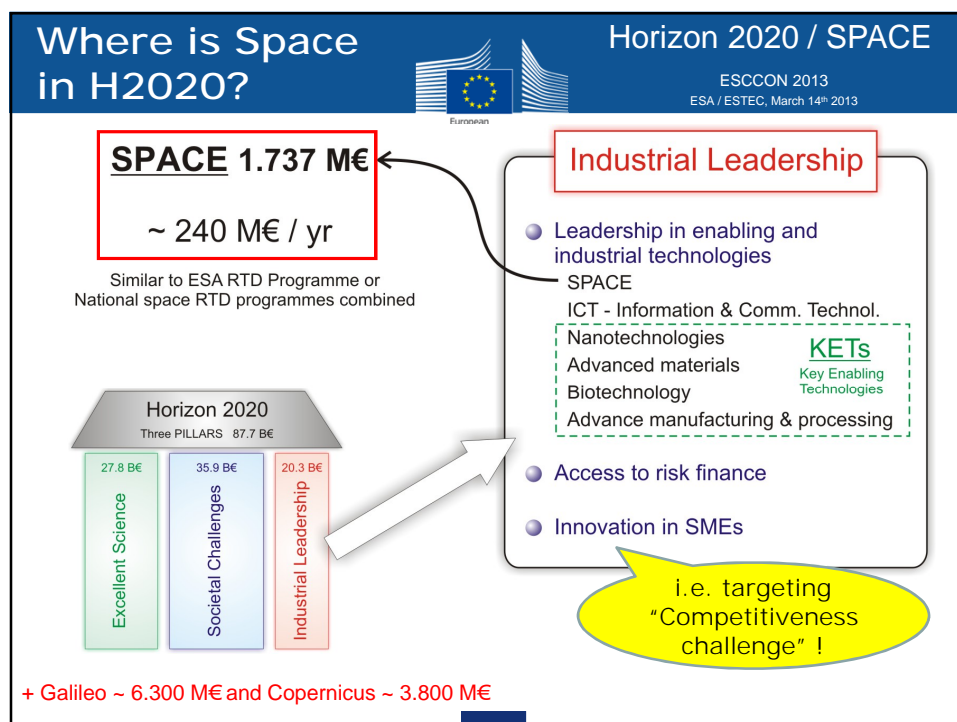 Where is Space
in H2020?
Horizon 2020 / SPACE
ESCCON 2013
ESA / ESTEC, March 14th 2013
European
SPACE 1.737 M€
~ 240 M€ / yr
Similar to ESA RTD Programme or
National space RTD programmes combined
Industrial Leadership
Leadership in enabling and
industrial technologies
SPACE
ICT - Information & Comm. Technol.
Nanotechnologies
Advanced materials
Biotechnology
Advance manufacturing & processing
KETs
Key Enabling
Technologies
Access to risk finance
Innovation in SMEs
i.e. targeting
“Competitiveness
challenge” !
Horizon 2020
Three PILLARS 87.7 B€
27.8 B€
Excellent Science
35.9 B€
Societal Challenges
20.3 B€
Industrial Leadership
+ Galileo ~ 6.300 M€ and Copernicus ~ 3.800 M€